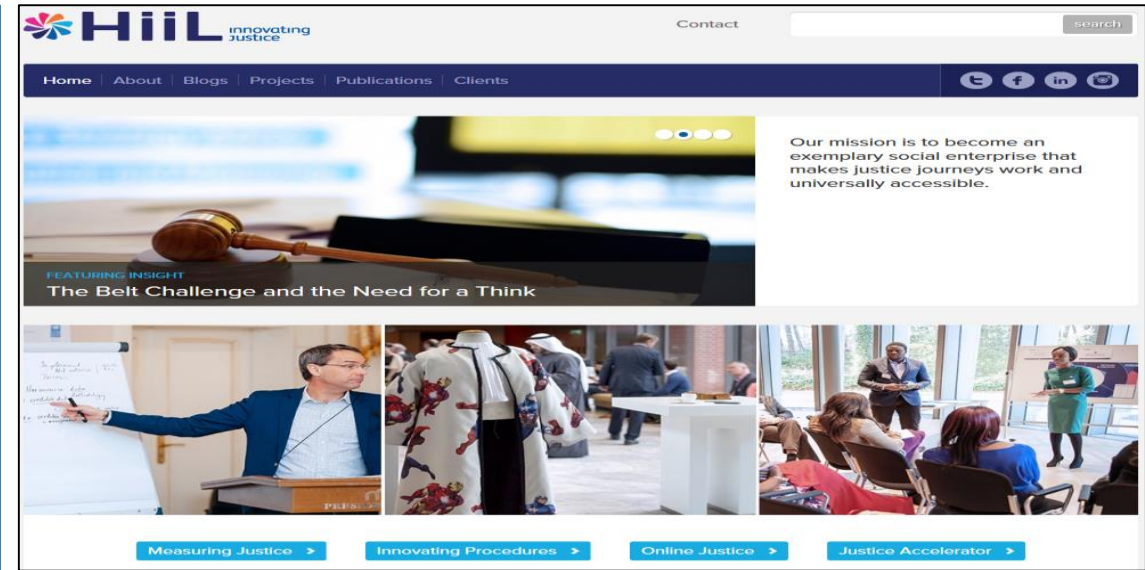 HiiL innovating
justice
Contact
search
Home About Blogs Projects Publications Clients
Our mission is to become an
exemplary social enterprise that
makes justice journeys work and
universally accessible.
FEATURING INSIGHT
The Belt Challenge and the Need for a Think
Measuring Justice >
Innovating Procedures >
Online Justice >
Justice Accelerator >